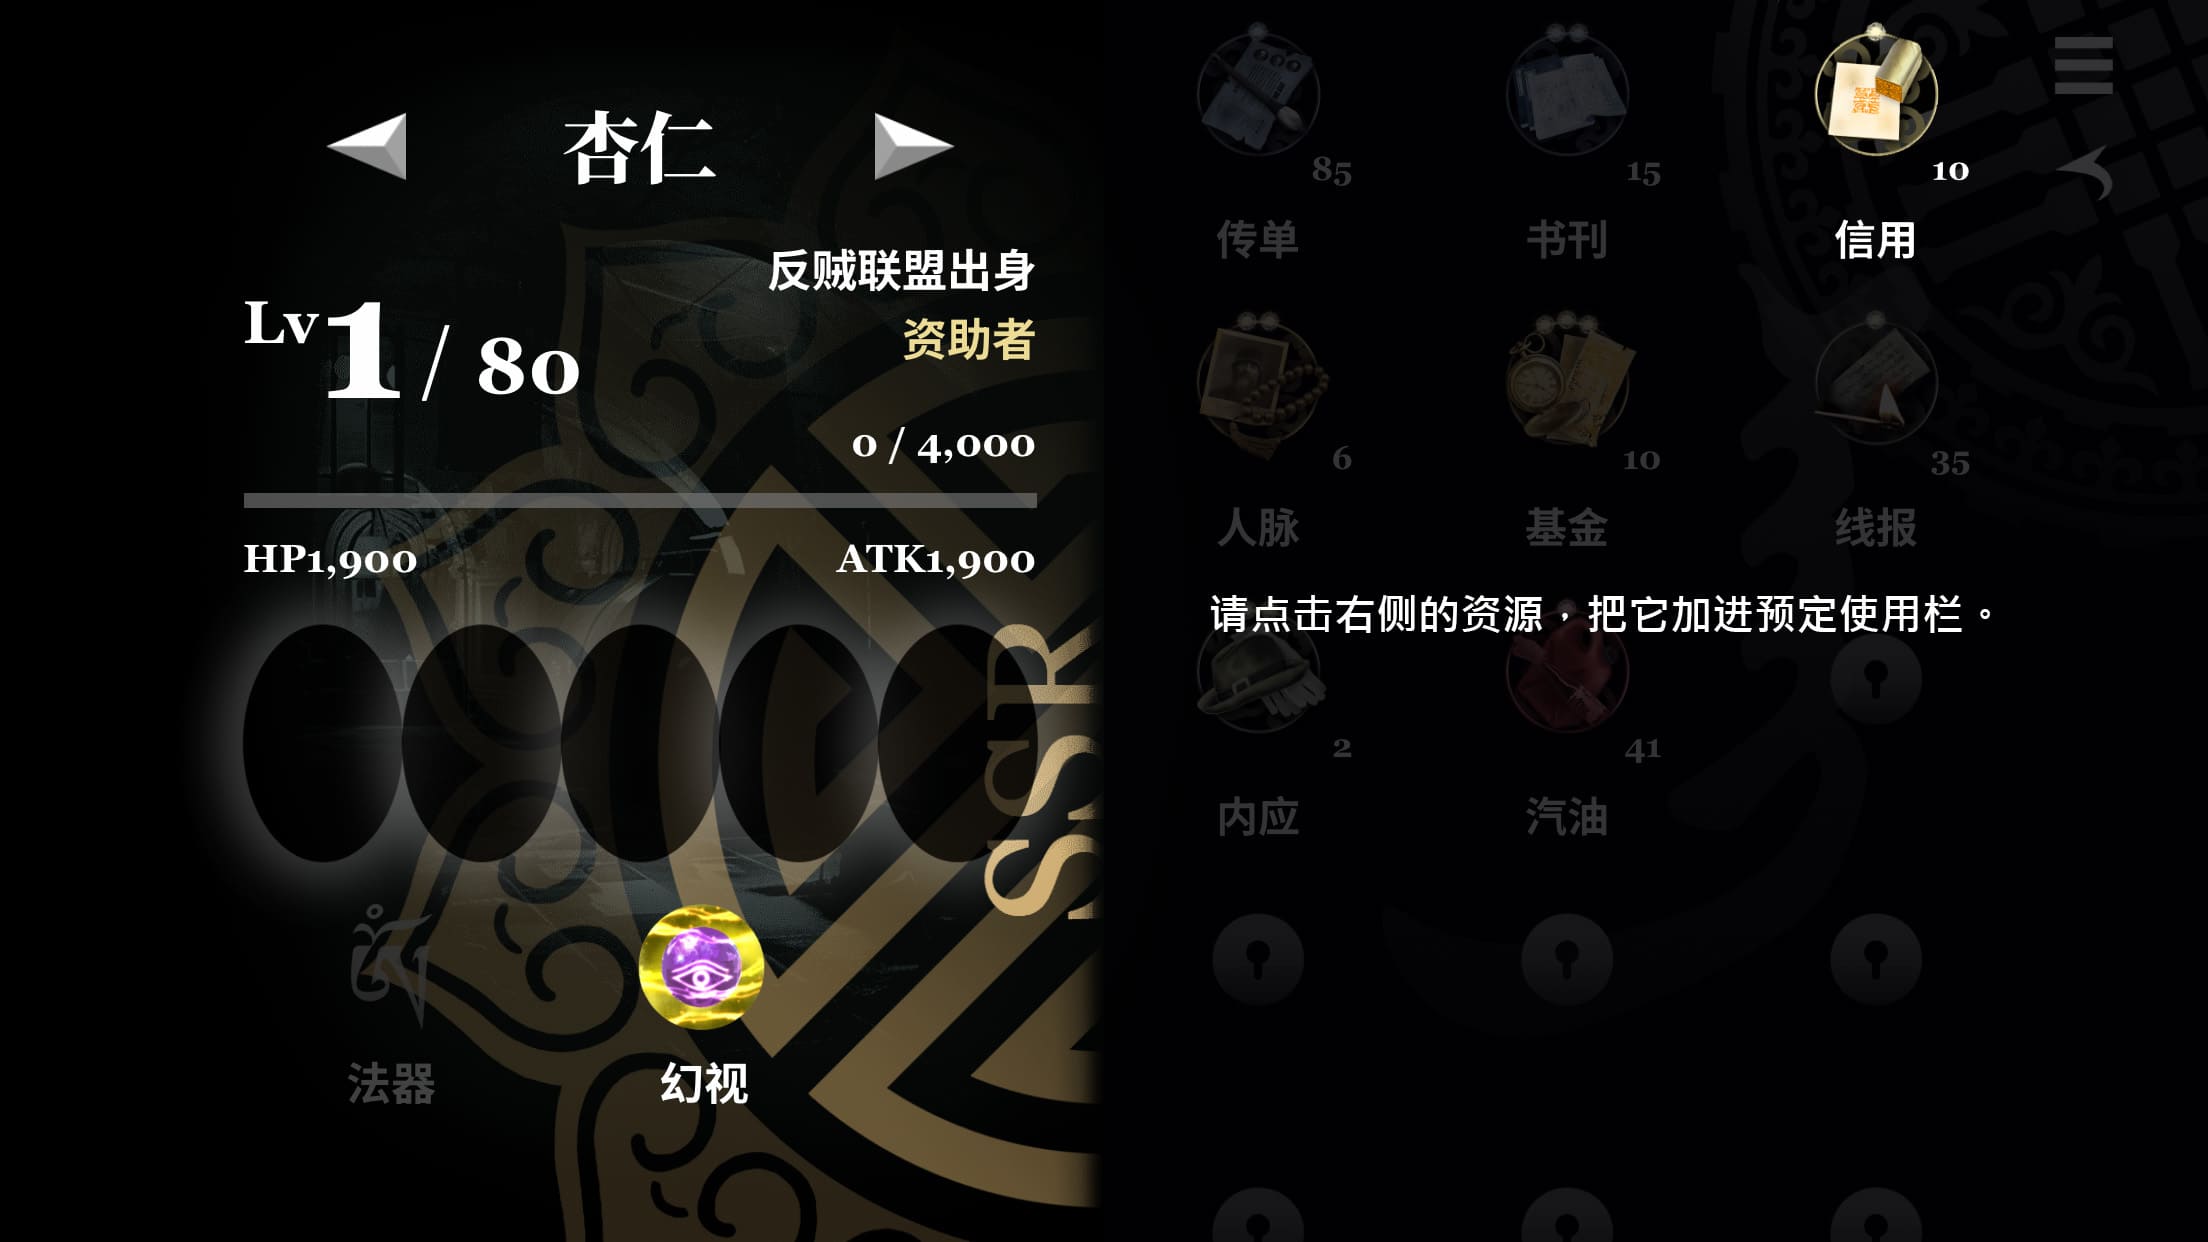 杏仁
反贼联盟出身
Lv1 / 80
资助者
0 / 4,000
HP1,900
ATK1,900
SSR
法器
幻视
85
15
10
传单
书刊
信用
6
10
35
人脉
基金
线报
请点击右侧的资源，把它加进预定使用栏。
2
41
内应
汽油